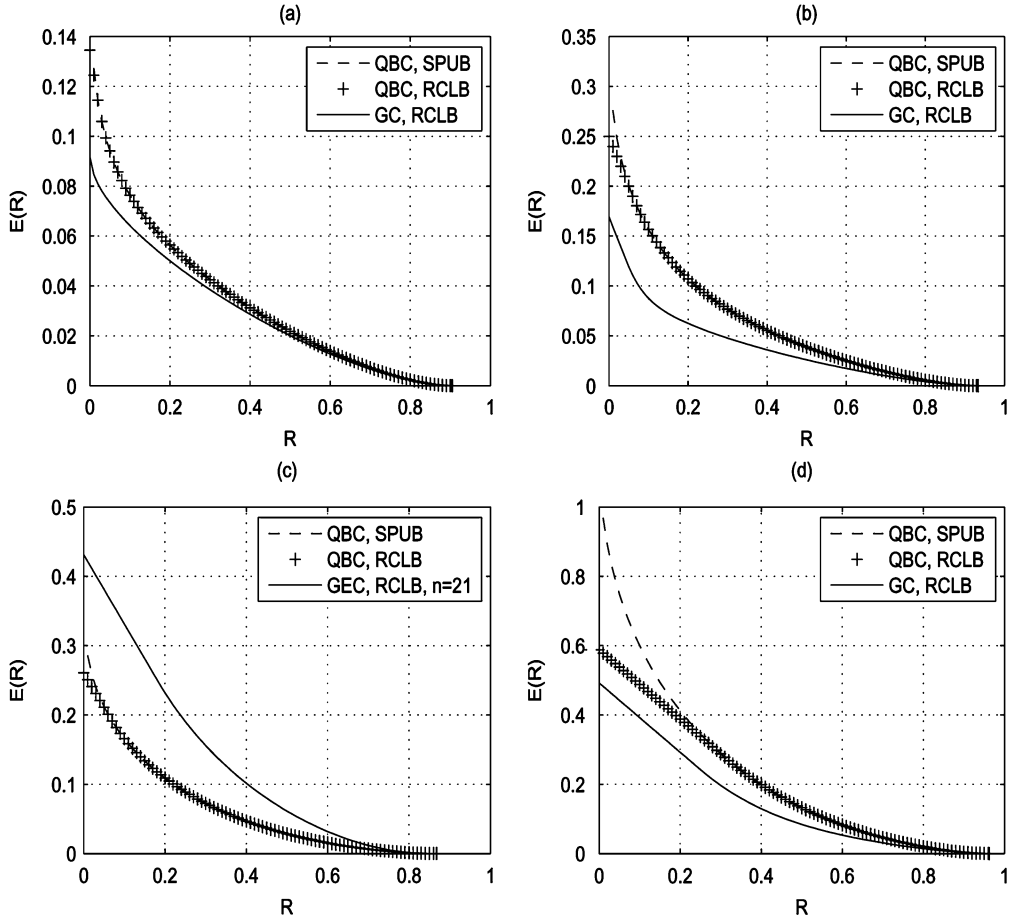 (a)
E(R)
0.14
0.12
0.1
0.08
0.06
0.04
0.02
0
QBC, SPUB
QBC, RCLB
GC, RCLB
0 0.2 0.4 0.6 0.8 1
R
(b)
E(R)
0.35
0.3
0.25
0.2
0.15
0.1
0.05
0
QBC, SPUB
QBC, RCLB
GC, RCLB
0 0.2 0.4 0.6 0.8 1
R
(c)
E(R)
0.5
0.4
0.3
0.2
0.1
0
QBC, SPUB
QBC, RCLB
GEC, RCLB, n=21
0 0.2 0.4 0.6 0.8 1
R
(d)
E(R)
1
0.8
0.6
0.4
0.2
0
QBC, SPUB
QBC, RCLB
GC, RCLB
0 0.2 0.4 0.6 0.8 1
R